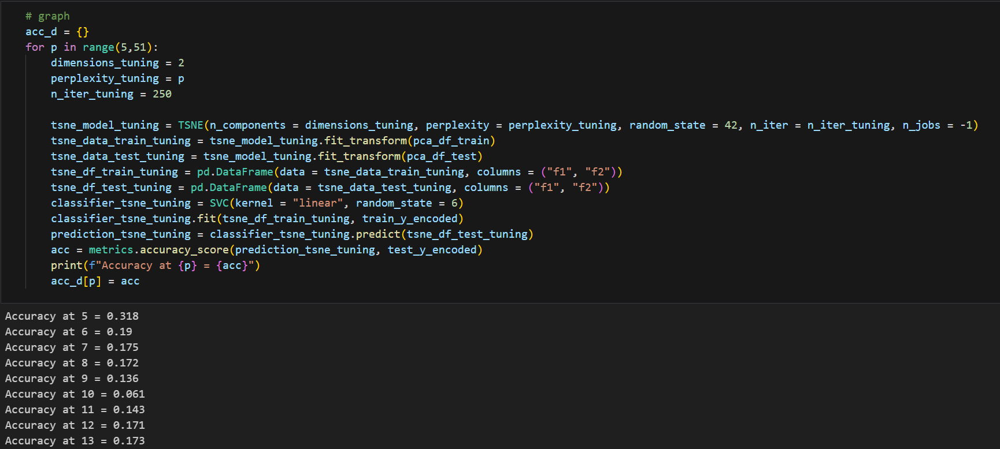 # graph
acc_d = {}
for p in range(5,51):
    dimensions_tuning = 2
    perplexity_tuning = p
    n_iter_tuning = 250

    tsne_model_tuning = TSNE(n_components = dimensions_tuning, perplexity = perplexity_tuning, random_state = 42, n_iter = n_iter_tuning, n_jobs = -1)
    tsne_data_train_tuning = tsne_model_tuning.fit_transform(pca_df_train)
    tsne_data_test_tuning = tsne_model_tuning.fit_transform(pca_df_test)
    tsne_df_train_tuning = pd.DataFrame(data = tsne_data_train_tuning, columns = ("f1", "f2"))
    tsne_df_test_tuning = pd.DataFrame(data = tsne_data_test_tuning, columns = ("f1", "f2"))
    classifier_tsne_tuning = SVC(kernel = "linear", random_state = 6)
    classifier_tsne_tuning.fit(tsne_df_train_tuning, train_y_encoded)
    prediction_tsne_tuning = classifier_tsne_tuning.predict(tsne_df_test_tuning)
    acc = metrics.accuracy_score(prediction_tsne_tuning, test_y_encoded)
    print(f"Accuracy at {p} = {acc}")
    acc_d[p] = acc
Accuracy at 5 = 0.318
Accuracy at 6 = 0.19
Accuracy at 7 = 0.175
Accuracy at 8 = 0.172
Accuracy at 9 = 0.136
Accuracy at 10 = 0.061
Accuracy at 11 = 0.143
Accuracy at 12 = 0.171
Accuracy at 13 = 0.173